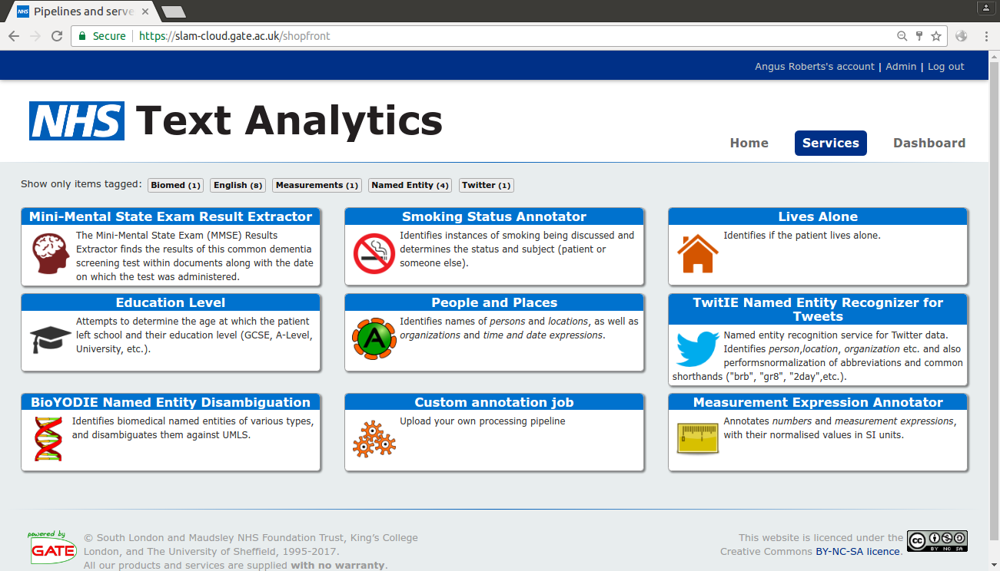 NHS Pipelines and serve
Secure https://slam-cloud.gate.ac.uk/shopfront
Angus Roberts's account | Admin | Log out
NHS Text Analytics
Home Services Dashboard
Show only items tagged: Biomed (1) English (8) Measurements (1) Named Entity (4) Twitter (1)
Mini-Mental State Exam Result Extractor
The Mini-Mental State Exam (MMSE) Results
Extractor finds the results of this common dementia
screening test within documents along with the date
on which the test was administered.
Smoking Status Annotator
Identifies instances of smoking being discussed and
determines the status and subject (patient or
someone else).
Lives Alone
Identifies if the patient lives alone.
Education Level
Attempts to determine the age at which the patient
left school and their education level (GCSE, A-Level,
University, etc.).
People and Places
A
Identifies names of persons and locations, as well as
organizations and time and date expressions.
TwitIE Named Entity Recognizer for
Tweets
Named entity recognition service for Twitter data.
Identifies person,location, organization etc. and also
performsnormalization of abbreviations and common
shorthands ("brb", "gr8", "2day",etc.).
BioYODIE Named Entity Disambiguation
Identifies biomedical named entities of various types,
and disambiguates them against UMLS.
Custom annotation job
Upload your own processing pipeline
Measurement Expression Annotator
Annotates numbers and measurement expressions,
with their normalised values in SI units.
powered by
GATE
© South London and Maudsley NHS Foundation Trust, King's College
London, and The University of Sheffield, 1995-2017.
All our products and services are supplied with no warranty.
This website is licenced under the
Creative Commons BY-NC-SA licence.
cc
BY NC SA